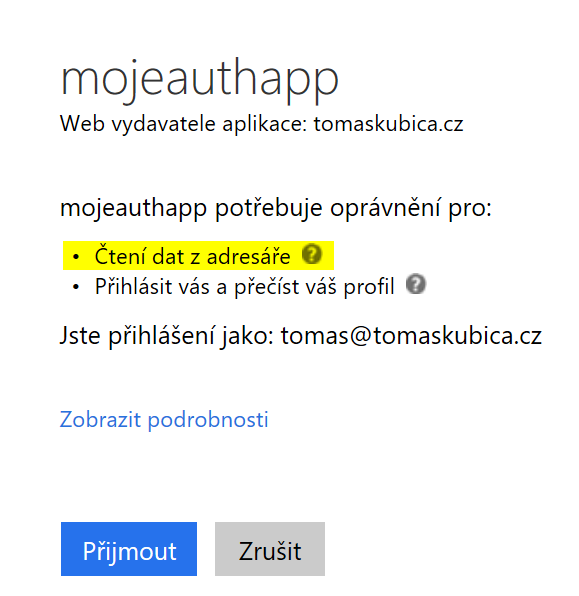 mojeauthapp
Web vydavatele aplikace: tomaskubica.cz
mojeauthapp potřebuje oprávnění pro:
• Čtení dat z adresáře ?
• Přihlásit vás a přečíst váš profil ?
Jste přihlášení jako: tomas@tomaskubica.cz
Zobrazit podrobnosti
Přijmout Zrušit